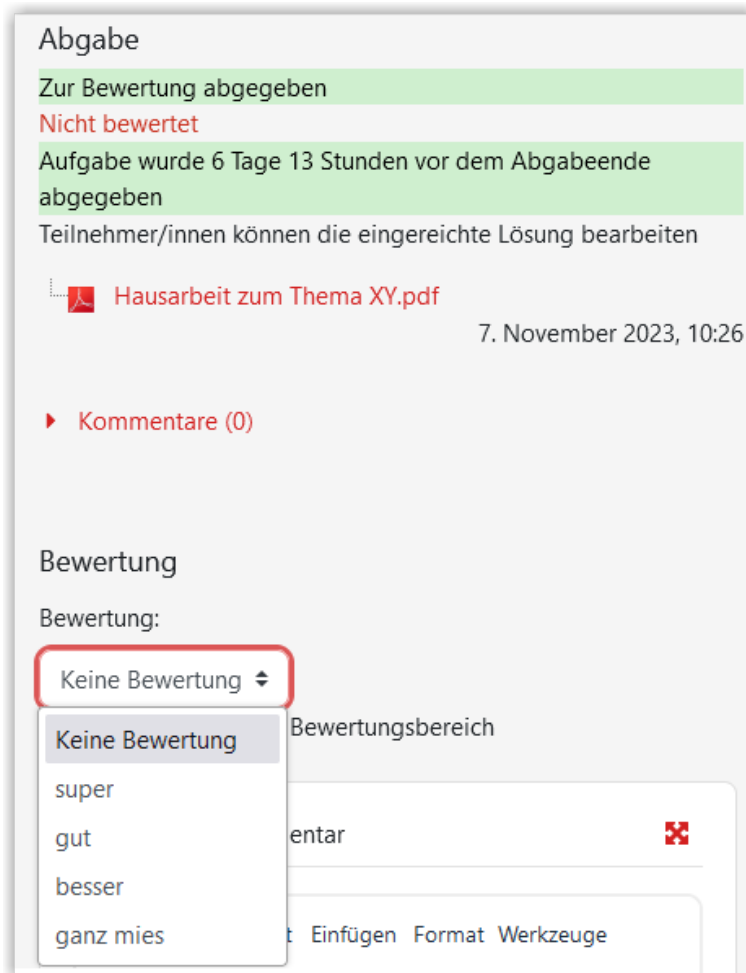 Abgabe
Zur Bewertung abgegeben
Nicht bewertet
Aufgabe wurde 6 Tage 13 Stunden vor dem Abgabeende
abgegeben
Teilnehmer/innen können die eingereichte Lösung bearbeiten
Hausarbeit zum Thema XY.pdf
7. November 2023, 10:26
Kommentare (0)
Bewertung
Bewertung:
Keine Bewertung
Keine Bewertung
Bewertungsbereich
super
gut
entar
besser
ganz mies
t Einfügen Format Werkzeuge